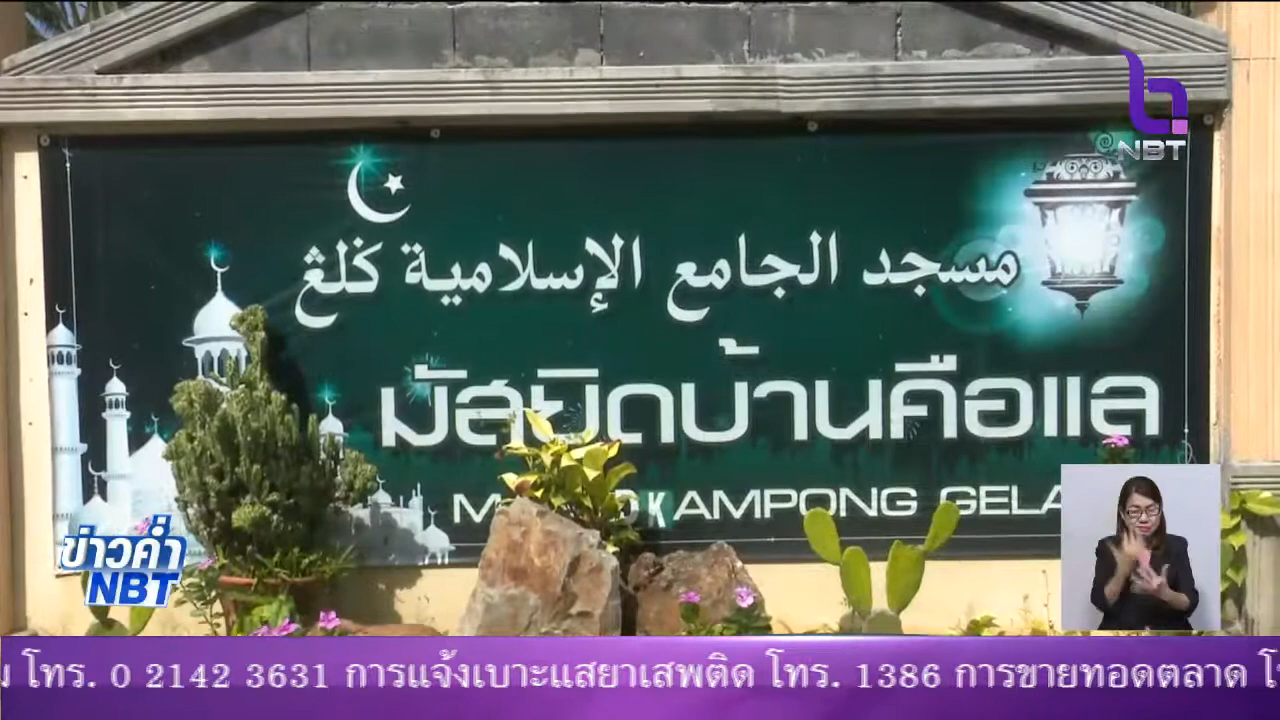 NBT
مسجد الجامع الإسلامية ݢلڠ
มัสยิดบ้านคือแล
KAMPONG GELA
ข่าวค่ำ
NBT
โทร. 0 2142 3631 การแจ้งเบาะแสยาเสพติด โทร. 1386 การขายทอดตลาด